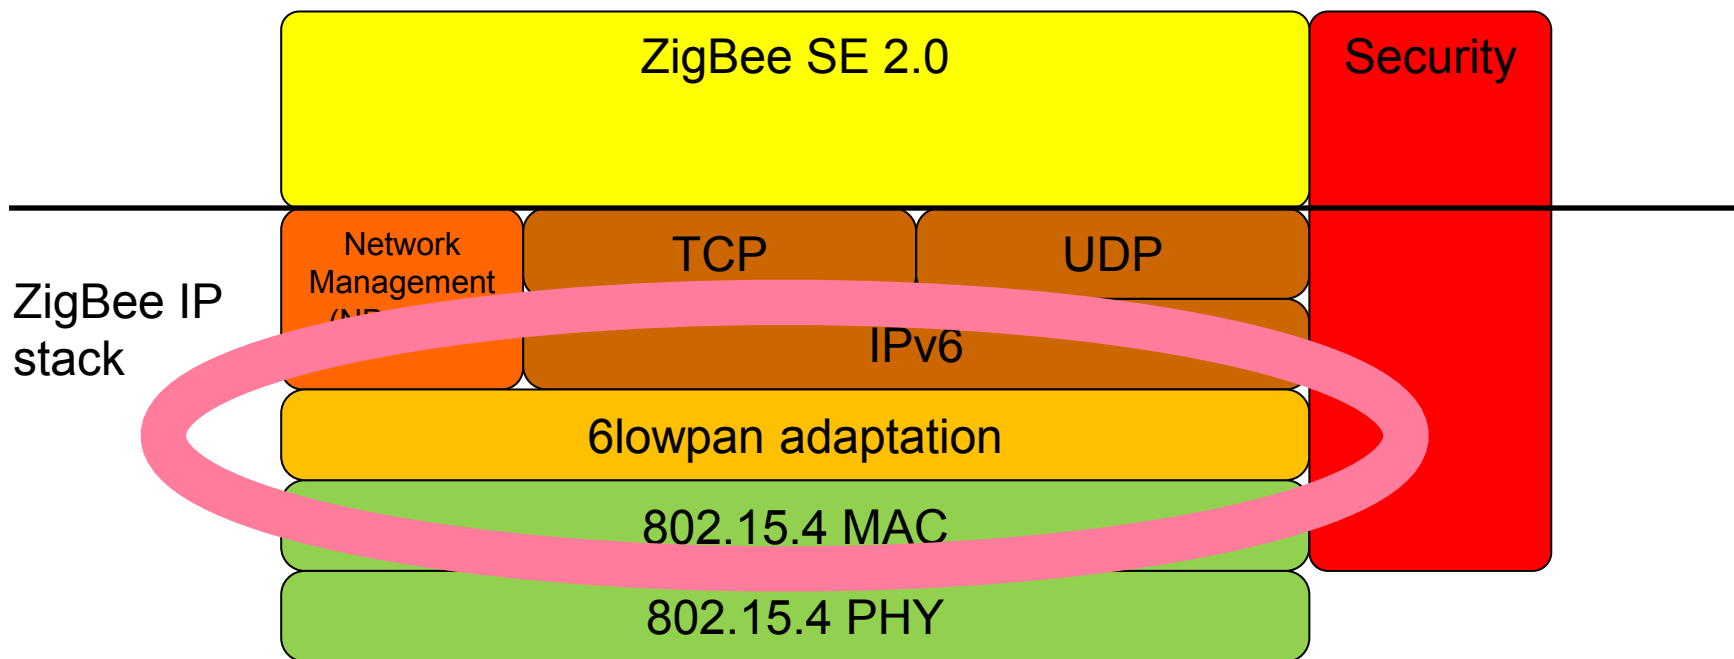 ZigBee SE 2.0
Security
Network
Management
TCP
UDP
ZigBee IP
stack
IPv6
6lowpan adaptation
802.15.4 MAC
802.15.4 PHY